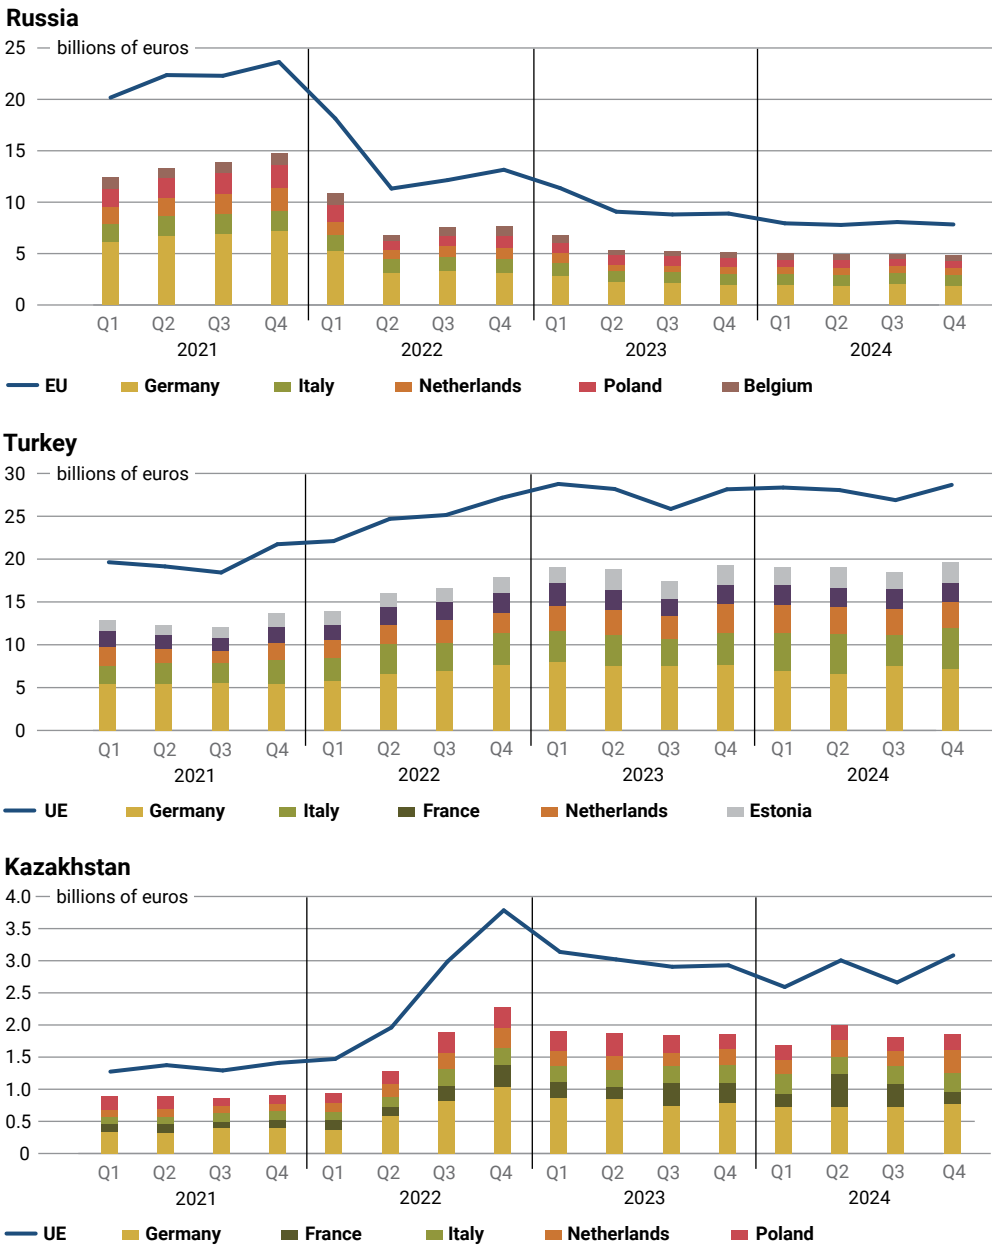 Russia
25 billions of euros
20
15
10
5
0
Q1 Q2 Q3 Q4 Q1 Q2 Q3 Q4 Q1 Q2 Q3 Q4 Q1 Q2 Q3 Q4
2021 2022 2023 2024
EU Germany Italy Netherlands Poland Belgium
Turkey
30 billions of euros
25
20
15
10
5
0
Q1 Q2 Q3 Q4 Q1 Q2 Q3 Q4 Q1 Q2 Q3 Q4 Q1 Q2 Q3 Q4
2021 2022 2023 2024
UE Germany Italy France Netherlands Estonia
Kazakhstan
4.0 billions of euros
3.5
3.0
2.5
2.0
1.5
1.0
0.5
0
Q1 Q2 Q3 Q4 Q1 Q2 Q3 Q4 Q1 Q2 Q3 Q4 Q1 Q2 Q3 Q4
2021 2022 2023 2024
UE Germany France Italy Netherlands Poland